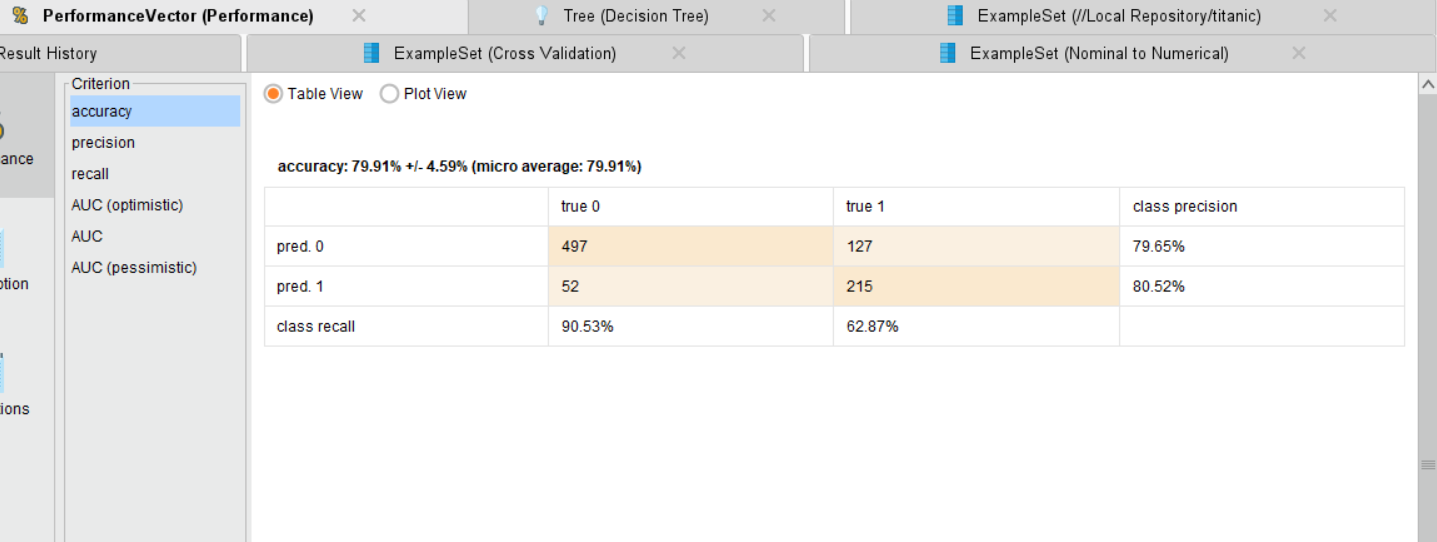 PerformanceVector (Performance)
Tree (Decision Tree)
ExampleSet (//Local Repository/titanic)
Result History
ExampleSet (Cross Validation)
ExampleSet (Nominal to Numerical)
Criterion
accuracy
precision
recall
AUC (optimistic)
AUC
AUC (pessimistic)
Table View
Plot View
accuracy: 79.91% +/- 4.59% (micro average: 79.91%)
true 0 true 1 class precision
pred. 0 497 127 79.65%
pred. 1 52 215 80.52%
class recall 90.53% 62.87%